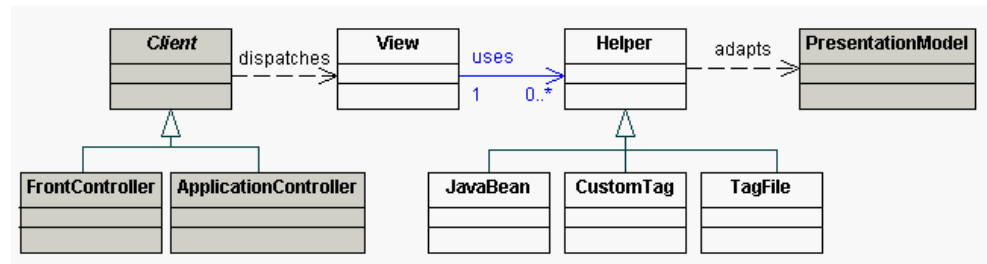 Client
dispatches
View
uses
1
0..*
Helper
adapts
PresentationModel
FrontController
ApplicationController
JavaBean
CustomTag
TagFile